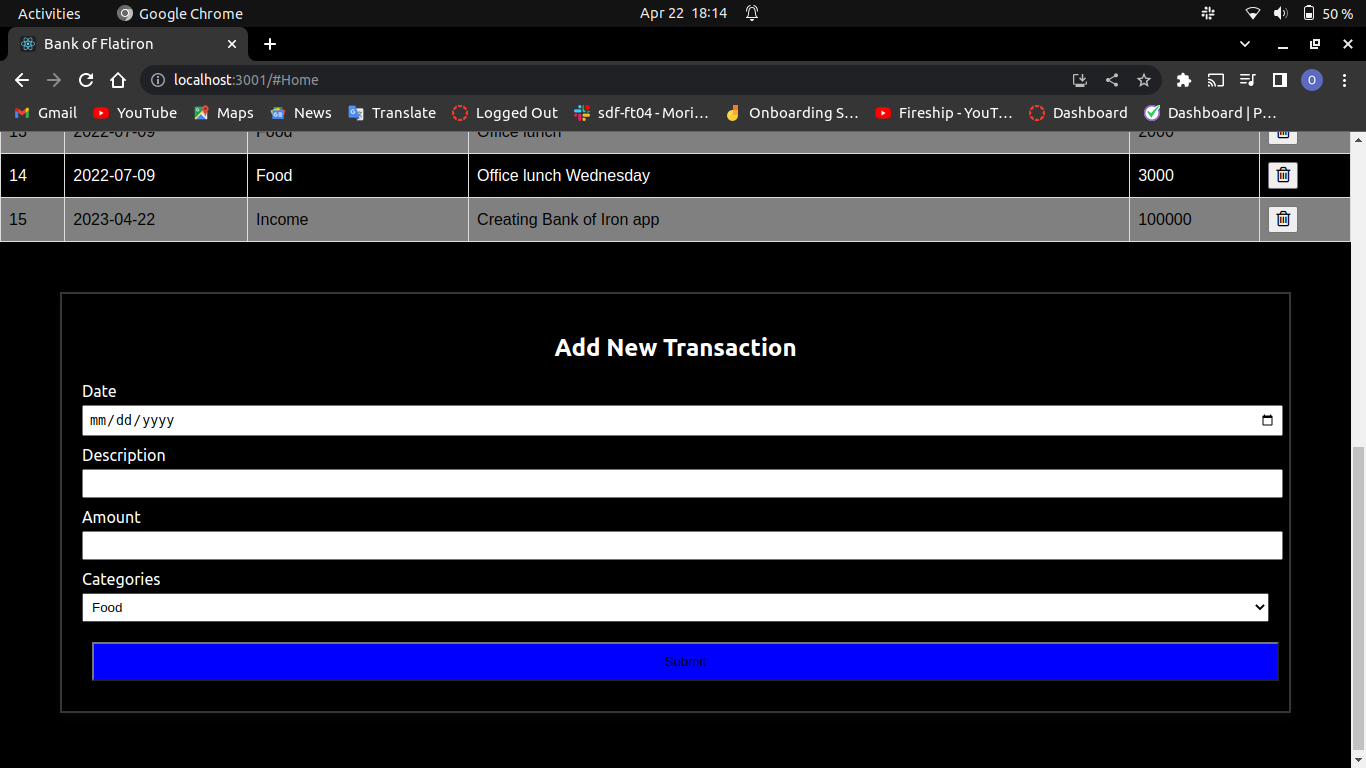 Activities Google Chrome Apr 22 18:14 50 %
Bank of Flatiron
localhost:3001/#Home
Gmail YouTube Maps News Translate Logged Out sdf-ft04 - Mori… Onboarding S… Fireship - YouT… Dashboard Dashboard | P…
13 2022-07-09 Food Office lunch 2000
14 2022-07-09 Food Office lunch Wednesday 3000
15 2023-04-22 Income Creating Bank of Iron app 100000
Add New Transaction
Date
mm/dd/yyyy
Description
Amount
Categories
Food
Submit